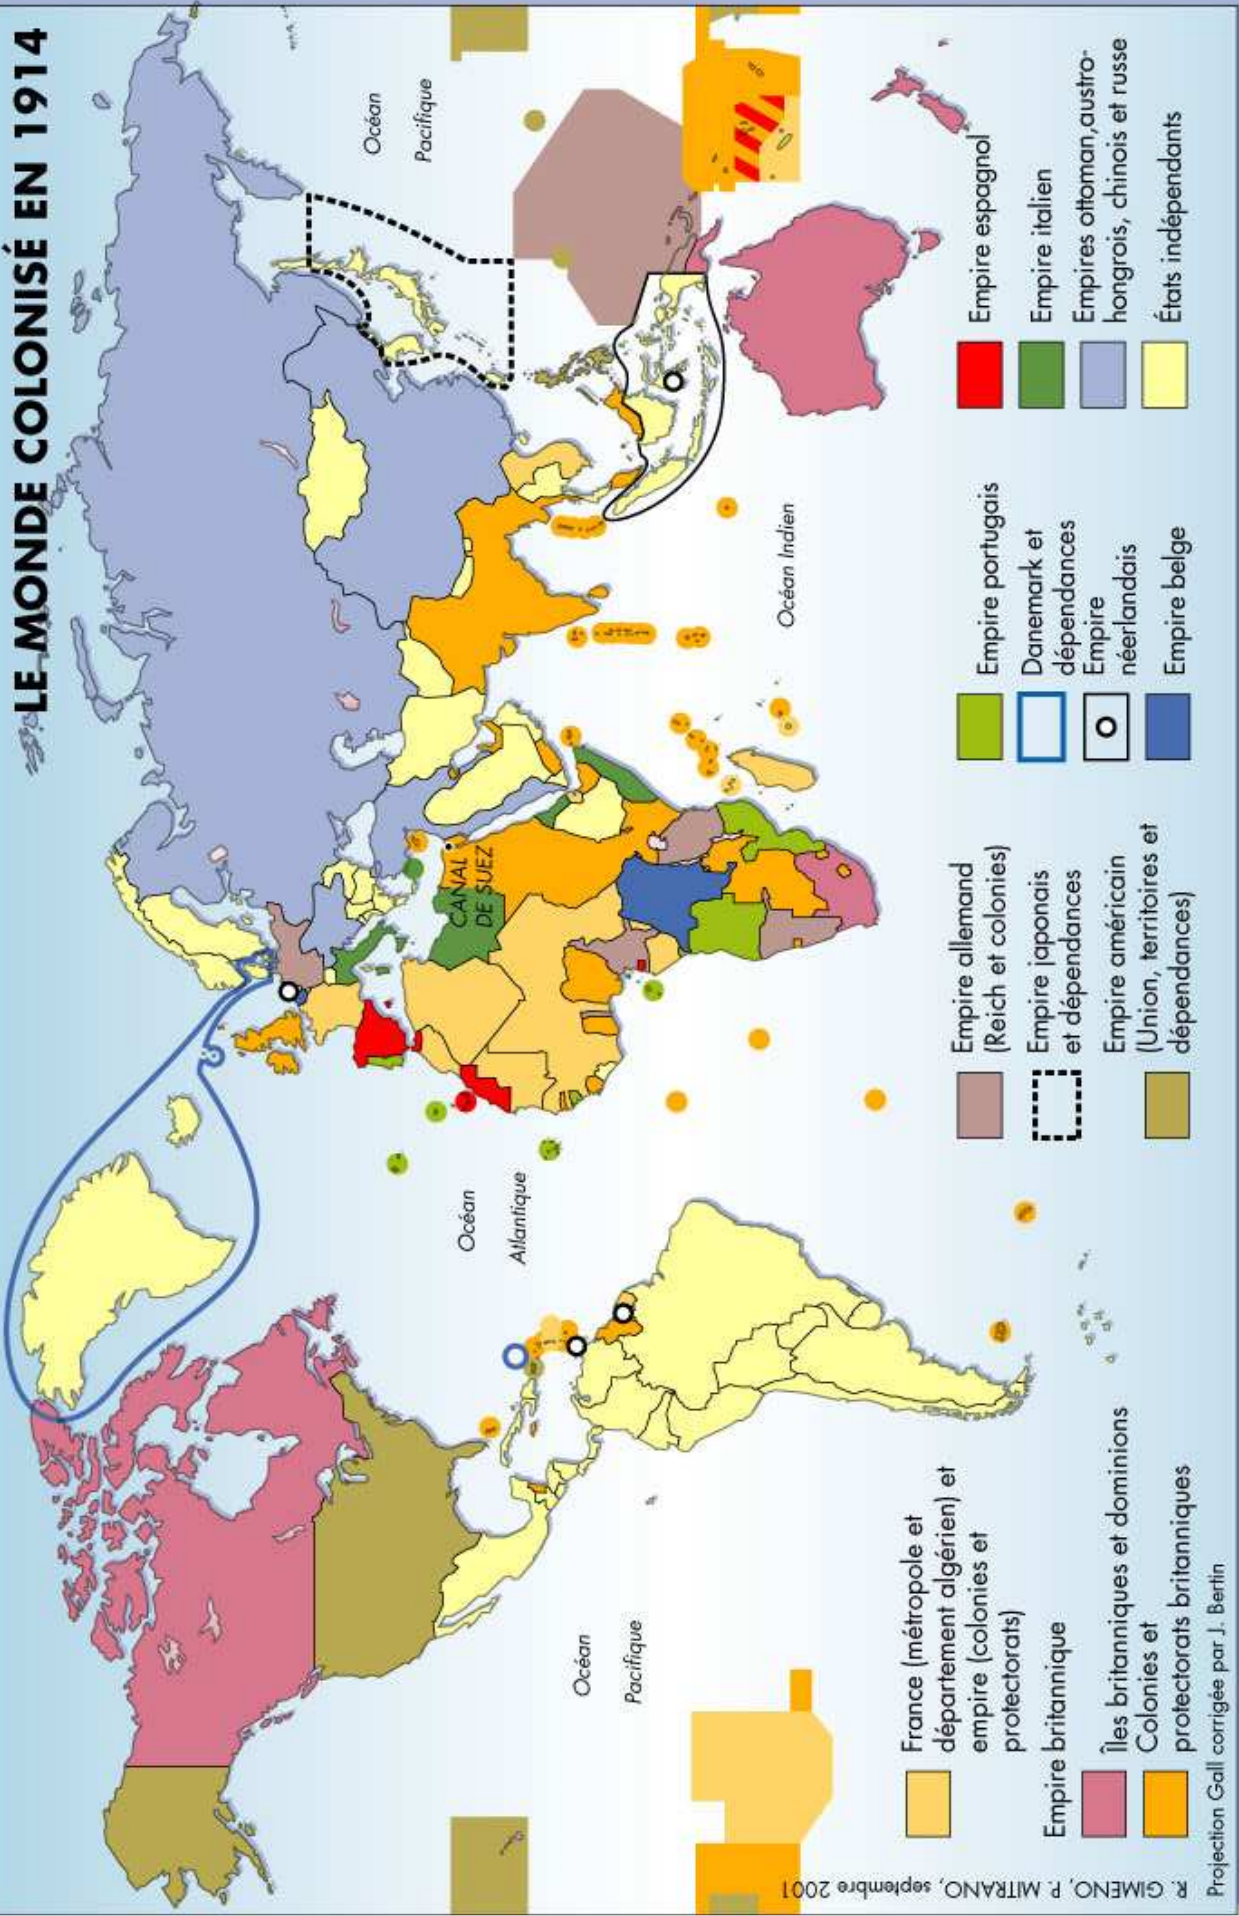 LE MONDE COLONISÉ EN 1914
Océan
Pacifique
Océan
Atlantique
CANAL
DE SUEZ
Océan Indien
Océan
Pacifique
France (métropole et
département algérien) et
empire (colonies et
protectorats)
Empire britannique
Îles britanniques et dominions
Colonies et
protectorats britanniques
Empire allemand
(Reich et colonies)
Empire japonais
et dépendances
Empire américain
(Union, territoires et
dépendances)
Empire portugais
Danemark et
dépendances
Empire
néerlandais
Empire belge
Empire espagnol
Empire italien
Empires ottoman,austro-
hongrois, chinois et russe
États indépendants
R. GIMENO, P. MITRANO, septembre 2001
Projection Gall corrigée par J. Bertin